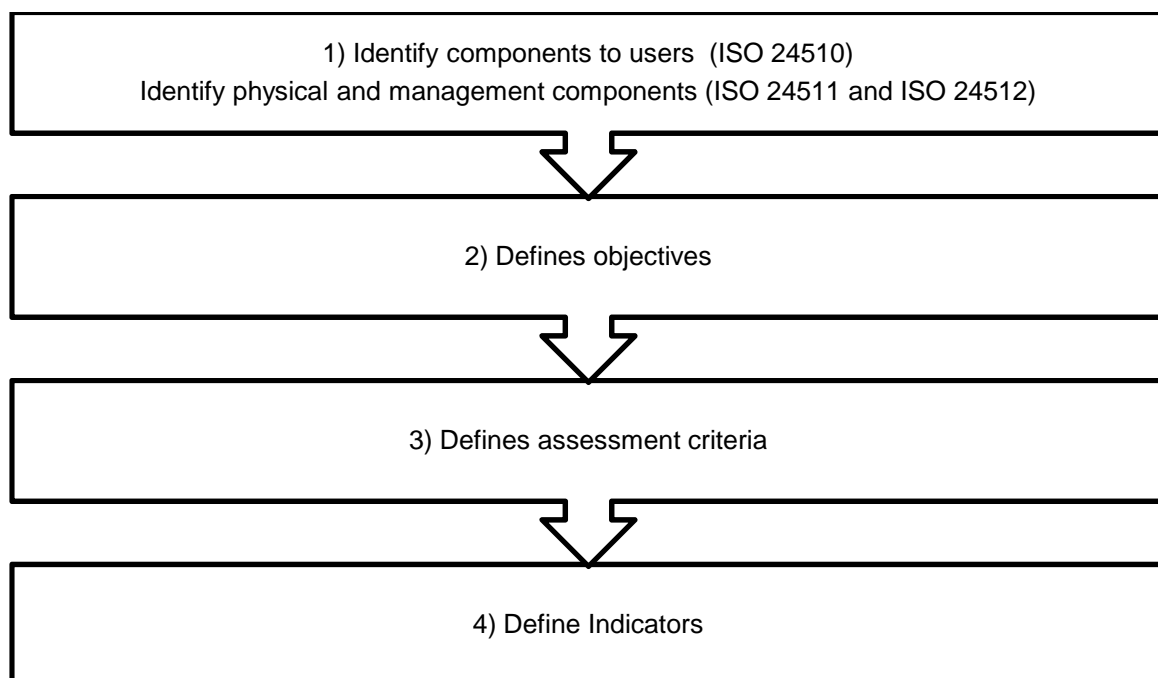 1) Identify components to users (ISO 24510)
Identify physical and management components (ISO 24511 and ISO 24512)
2) Defines objectives
3) Defines assessment criteria
4) Define Indicators